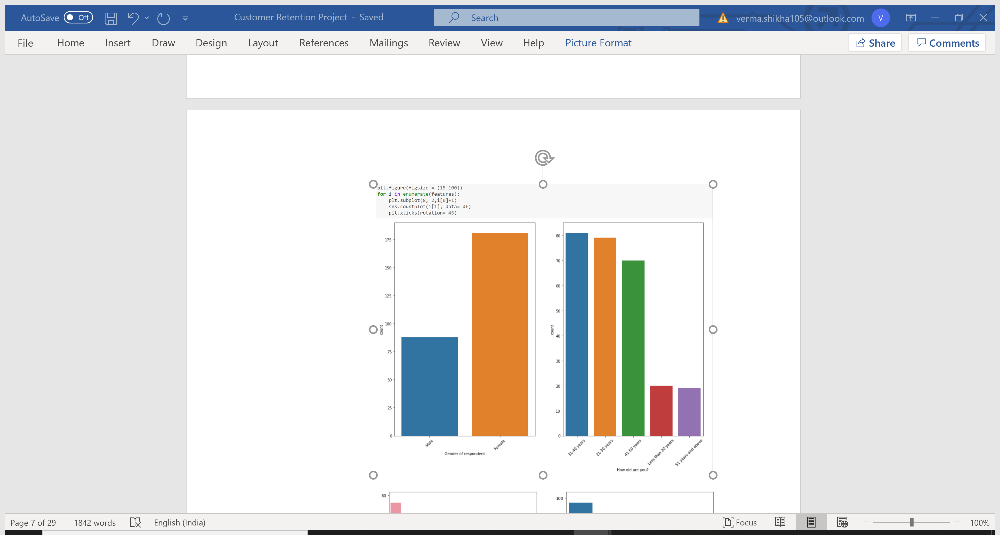 AutoSave Off Customer Retention Project - Saved Search verma.shikha105@outlook.com V
File Home Insert Draw Design Layout References Mailings Review View Help Picture Format Share Comments
plt.figure(figsize = (15,100))
for i in enumerate(features):
    plt.subplot(8, 2,i[0]+1)
    sns.countplot(i[1], data= df)
    plt.xticks(rotation= 45)
175
150
125
100
75
50
25
0
count
Male Female
Gender of respondent
80
70
60
50
40
30
20
10
0
count
31-40 years 21-30 years 41-50 yaers Less than 20 years 51 years and above
How old are you?
60
100
Page 7 of 29 1842 words English (India) Focus 100%